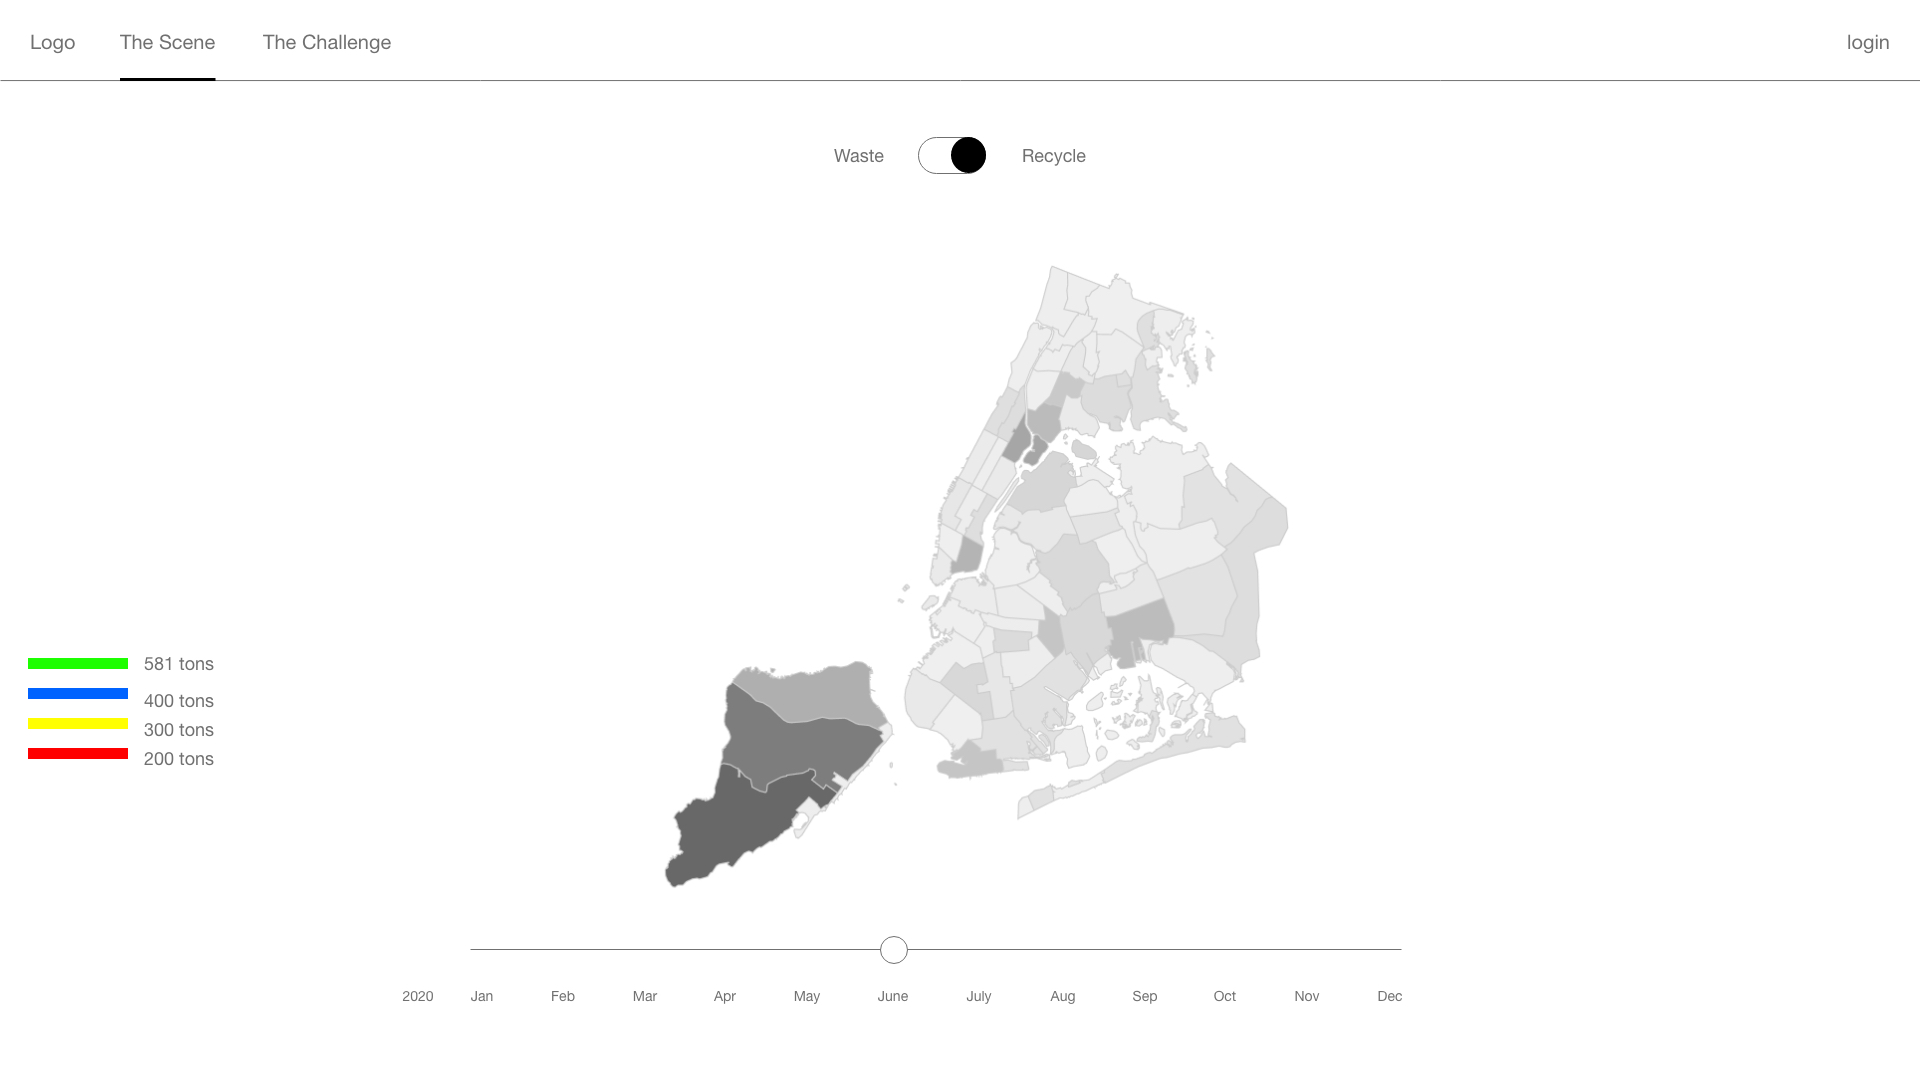 Logo The Scene The Challenge login
Waste Recycle
581 tons
400 tons
300 tons
200 tons
2020 Jan Feb Mar Apr May June July Aug Sep Oct Nov Dec